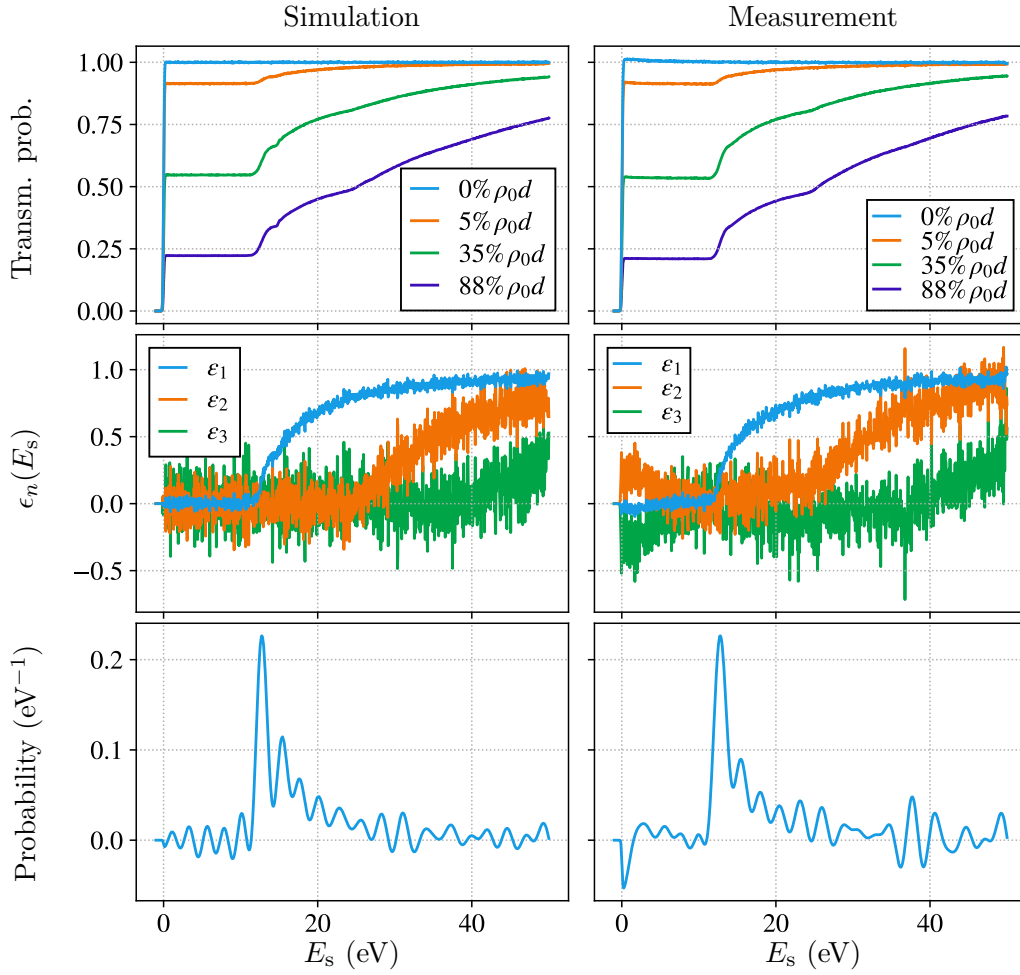 Simulation
Measurement
Transm. prob.
1.00
0.75
0.50
0.25
0.00
0% ρ₀d
5% ρ₀d
35% ρ₀d
88% ρ₀d
0% ρ₀d
5% ρ₀d
35% ρ₀d
88% ρ₀d
ϵₙ(Eₛ)
1.0
0.5
0.0
−0.5
ε₁
ε₂
ε₃
ε₁
ε₂
ε₃
Probability (eV⁻¹)
0.2
0.1
0.0
0
20
40
0
20
40
Eₛ (eV)
Eₛ (eV)